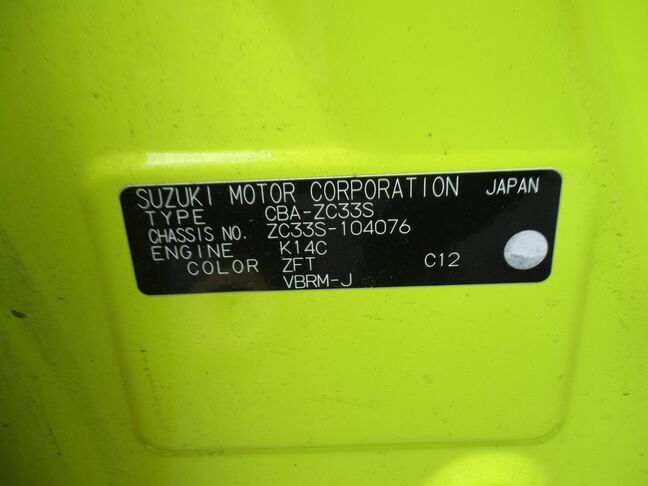 SUZUKI MOTOR CORPORATION JAPAN
TYPE CBA-ZC33S
CHASSIS NO. ZC33S-104076
ENGINE K14C
COLOR ZFT C12
VBRM-J